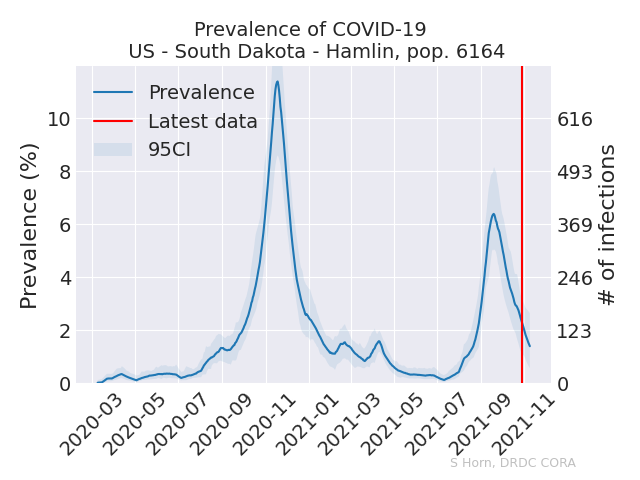 Prevalence of COVID-19
US - South Dakota - Hamlin, pop. 6164
Prevalence
Latest data
95CI
Prevalence (%)
10
8
6
4
2
0
616
493
369
246
123
0
# of infections
2020-03
2020-05
2020-07
2020-09
2020-11
2021-01
2021-03
2021-05
2021-07
2021-09
2021-11
S Horn, DRDC CORA